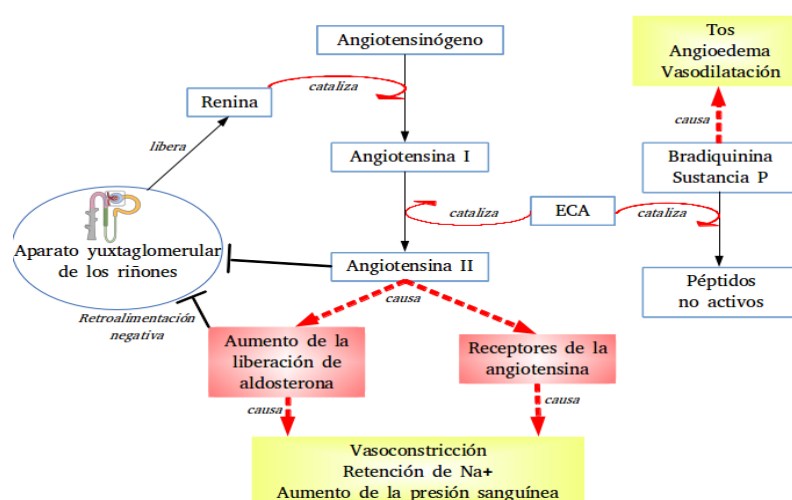 Angiotensinógeno
Tos
Angioedema
Vasodilatación
Renina
cataliza
libera
causa
Angiotensina I
Bradiquinina
Sustancia P
cataliza
ECA
cataliza
Aparato yuxtaglomerular
de los riñones
Angiotensina II
Péptidos
no activos
causa
Retroalimentación
negativa
Aumento de la
liberación de
aldosterona
Receptores de la
angiotensina
causa
causa
Vasoconstricción
Retención de Na+
Aumento de la presión sanguínea